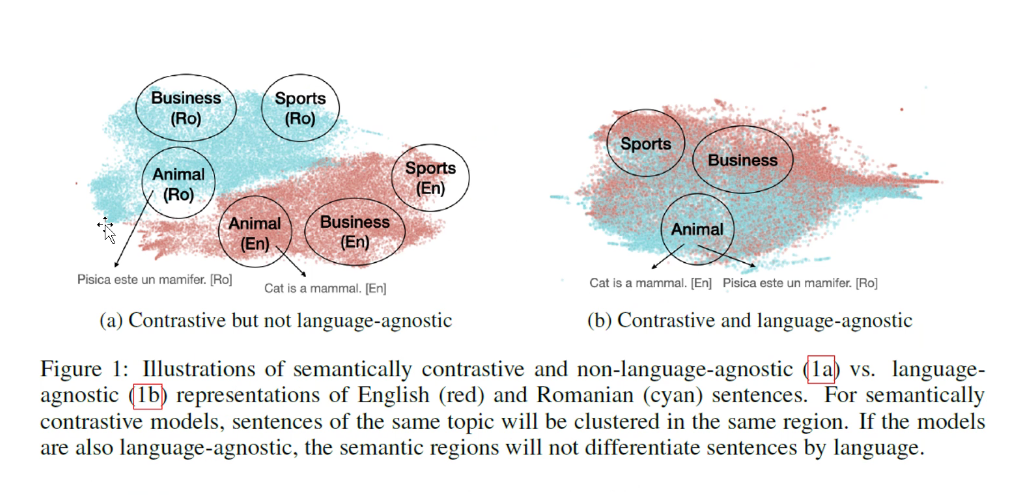 Business
(Ro)
Sports
(Ro)
Animal
(Ro)
Sports
(En)
Animal
(En)
Business
(En)
Pisica este un mamifer. [Ro]
Cat is a mammal. [En]
(a) Contrastive but not language-agnostic
Sports
Business
Animal
Cat is a mammal. [En]
Pisica este un mamifer. [Ro]
(b) Contrastive and language-agnostic
Figure 1: Illustrations of semantically contrastive and non-language-agnostic (1a) vs. language-
agnostic (1b) representations of English (red) and Romanian (cyan) sentences. For semantically
contrastive models, sentences of the same topic will be clustered in the same region. If the models
are also language-agnostic, the semantic regions will not differentiate sentences by language.